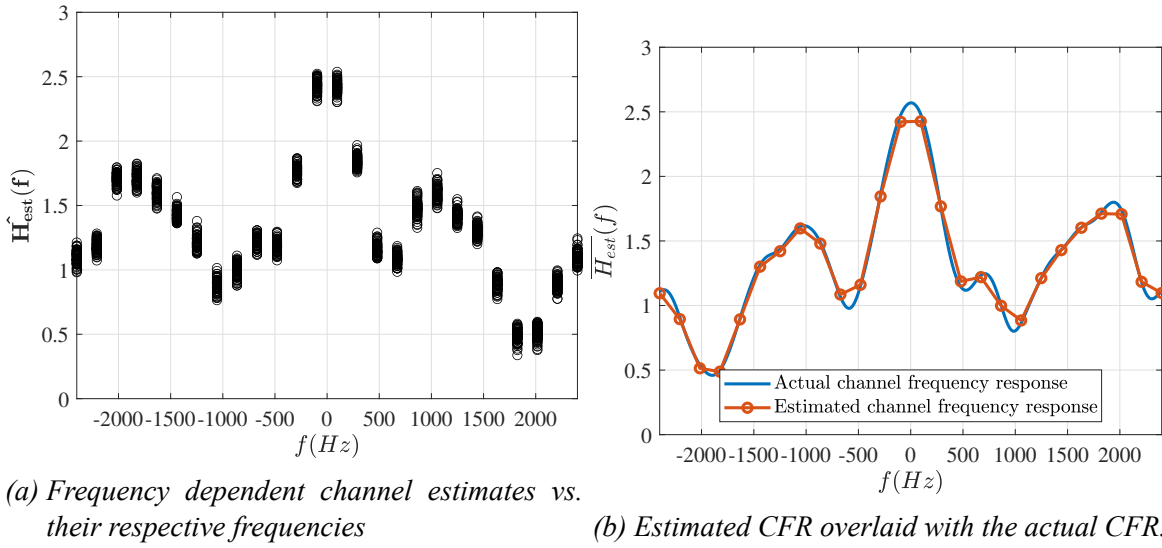 3
2.5
2
1.5
1
0.5
0
-2000 -1500 -1000 -500 0 500 1000 1500 2000
f(Hz)
Ĥest(f)
(a) Frequency dependent channel estimates vs.
their respective frequencies
3
2.5
2
1.5
1
0.5
0
-2000 -1500 -1000 -500 0 500 1000 1500 2000
f(Hz)
H̅est(f)
Actual channel frequency response
Estimated channel frequency response
(b) Estimated CFR overlaid with the actual CFR.